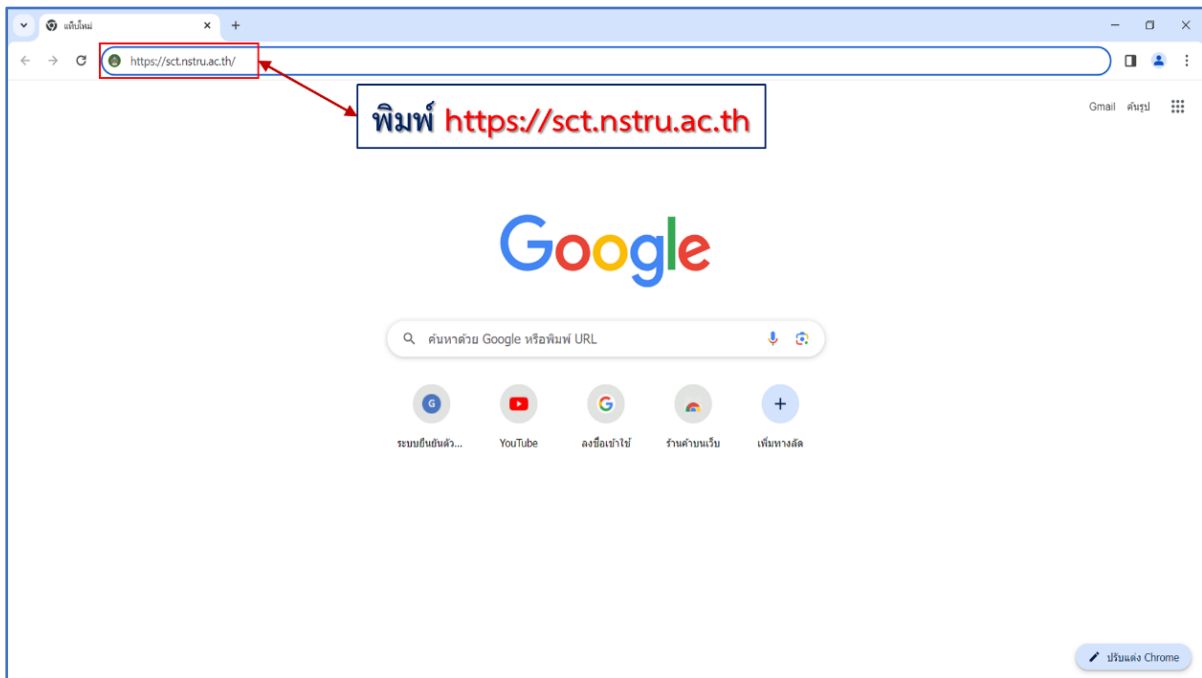 แท็บใหม่
https://sct.nstru.ac.th/
พิมพ์ https://sct.nstru.ac.th
Gmail ค้นรูป
Google
ค้นหาด้วย Google หรือพิมพ์ URL
G
ระบบยืนยันตัว... YouTube ลงชื่อเข้าใช้ ร้านค้าบนเว็บ เพิ่มทางลัด
ปรับแต่ง Chrome